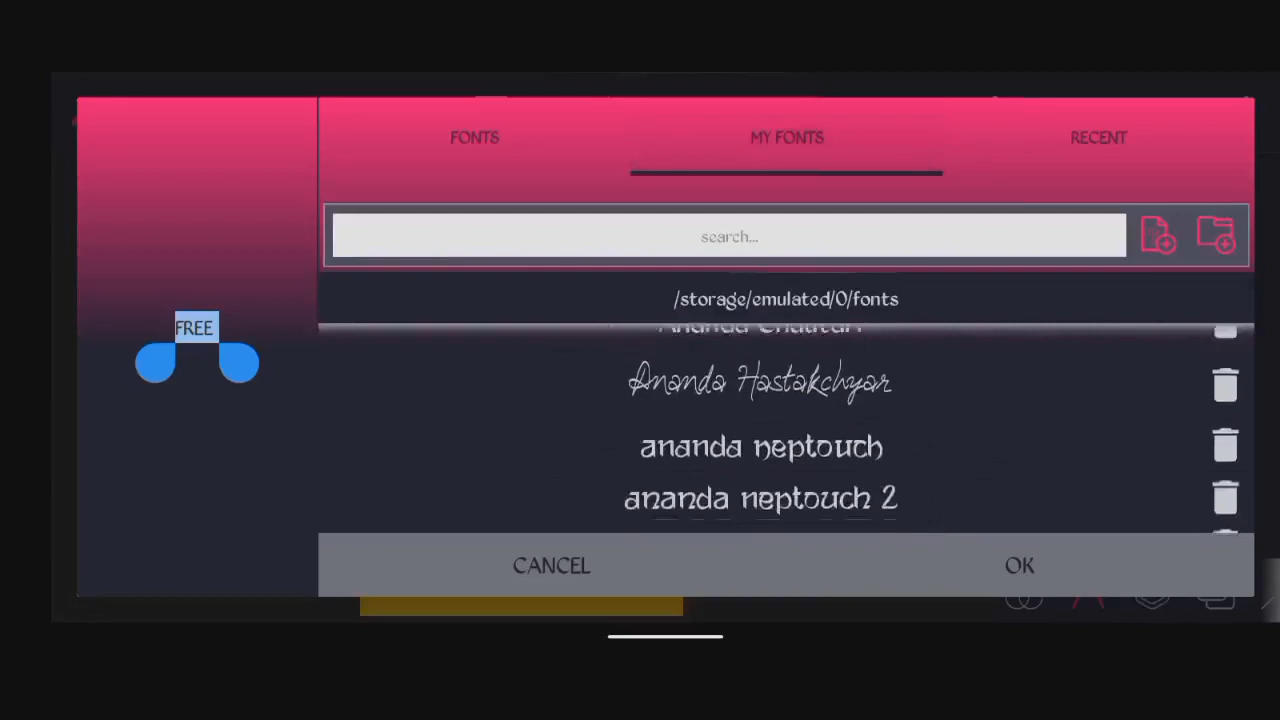 FONTS
MY FONTS
RECENT
search...
/storage/emulated/0/fonts
FREE
Ananda Hastakchyar
ananda neptouch
ananda neptouch 2
CANCEL
OK